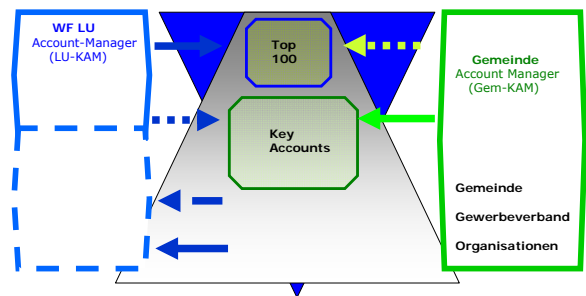 WF LU
Account-Manager
(LU-KAM)
Top
100
Key
Accounts
Gemeinde
Account Manager
(Gem-KAM)
Gemeinde
Gewerbeverband
Organisationen